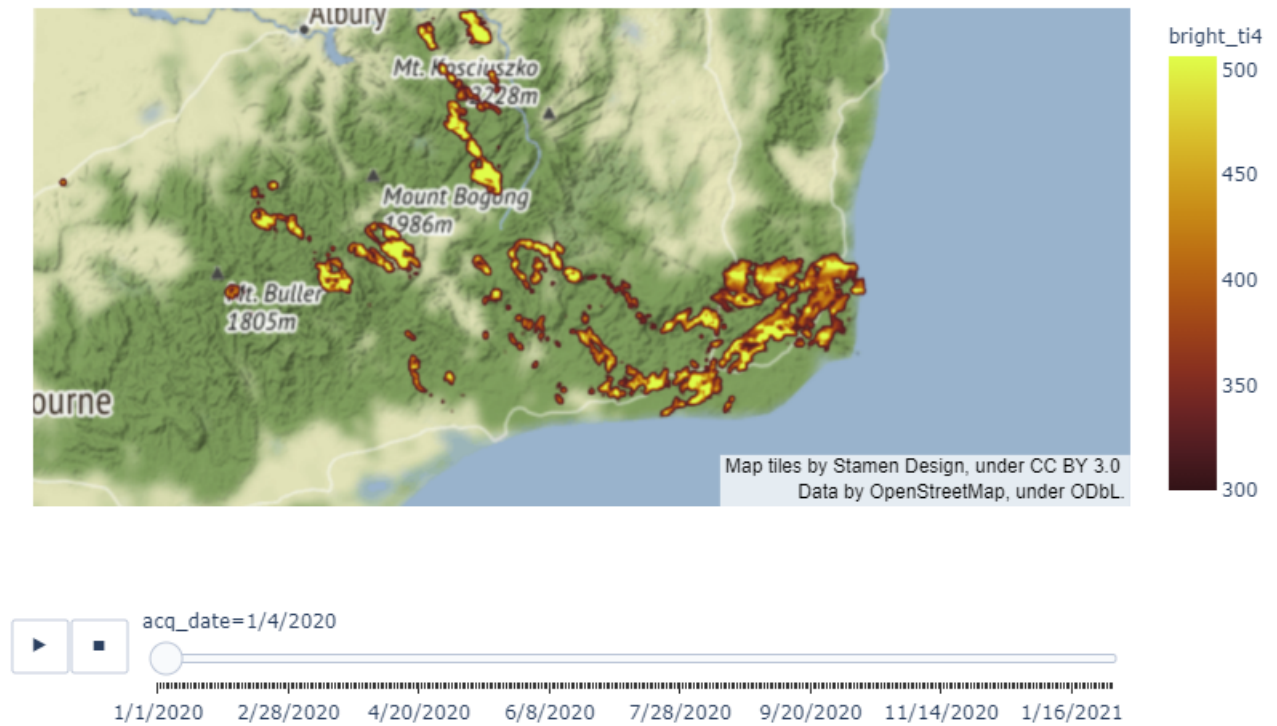 Albury
bright_ti4
Mt. Kosciuszko
2228m
500
450
Mount Bogong
1986m
400
Mt. Buller
1805m
350
ourne
Map tiles by Stamen Design, under CC BY 3.0
Data by OpenStreetMap, under ODbL.
300
acq_date=1/4/2020
1/1/2020 2/28/2020 4/20/2020 6/8/2020 7/28/2020 9/20/2020 11/14/2020 1/16/2021